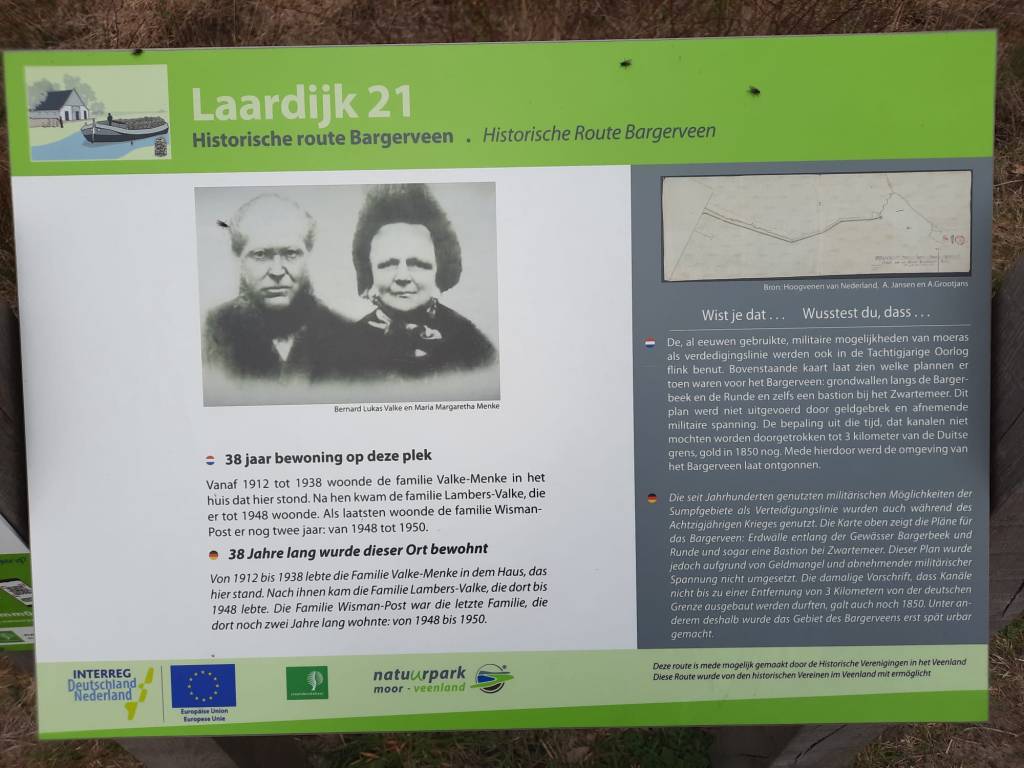 Laardijk 21
Historische route Bargerveen . Historische Route Bargerveen
Bernard Lukas Valke en Maria Margaretha Menke
38 jaar bewoning op deze plek
Vanaf 1912 tot 1938 woonde de familie Valke-Menke in het
huis dat hier stond. Na hen kwam de familie Lambers-Valke, die
er tot 1948 woonde. Als laatsten woonde de familie Wisman-
Post er nog twee jaar: van 1948 tot 1950.
38 Jahre lang wurde dieser Ort bewohnt
Von 1912 bis 1938 lebte die Familie Valke-Menke in dem Haus, das
hier stand. Nach ihnen kam die Familie Lambers-Valke, die dort bis
1948 lebte. Die Familie Wisman-Post war die letzte Familie, die
dort noch zwei Jahre lang wohnte: von 1948 bis 1950.
Bron: Hoogvenen van Nederland, A. Jansen en A.Grootjans
Wist je dat . . . Wusstest du, dass . . .
De, al eeuwen gebruikte, militaire mogelijkheden van moeras
als verdedigingslinie werden ook in de Tachtigjarige Oorlog
flink benut. Bovenstaande kaart laat zien welke plannen er
toen waren voor het Bargerveen: grondwallen langs de Barger-
beek en de Runde en zelfs een bastion bij het Zwartemeer. Dit
plan werd niet uitgevoerd door geldgebrek en afnemende
militaire spanning. De bepaling uit die tijd, dat kanalen niet
mochten worden doorgetrokken tot 3 kilometer van de Duitse
grens, gold in 1850 nog. Mede hierdoor werd de omgeving van
het Bargerveen laat ontgonnen.
Die seit Jahrhunderten genutzten militärischen Möglichkeiten der
Sumpfgebiete als Verteidigungslinie wurden auch während des
Achtzigjährigen Krieges genutzt. Die Karte oben zeigt die Pläne für
das Bargerveen: Erdwälle entlang der Gewässer Bargerbeek und
Runde und sogar eine Bastion bei Zwartemeer. Dieser Plan wurde
jedoch aufgrund von Geldmangel und abnehmender militärischer
Spannung nicht umgesetzt. Die damalige Vorschrift, dass Kanäle
nicht bis zu einer Entfernung von 3 Kilometern von der deutschen
Grenze ausgebaut werden durften, galt auch noch 1850. Unter an-
derem deshalb wurde das Gebiet des Bargerveens erst spät urbar
gemacht.
INTERREG
Deutschland
Nederland
Europäische Union
Europese Unie
natuurpark
moor - veenland
Deze route is mede mogelijk gemaakt door de Historische Verenigingen in het Veenland
Diese Route wurde von den historischen Vereinen im Veenland mit ermöglicht